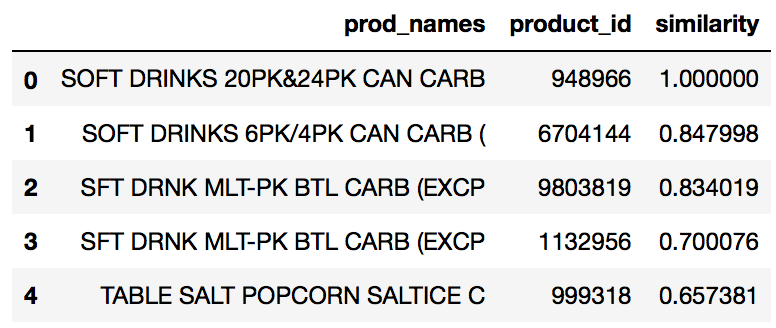 prod_names product_id similarity
0 SOFT DRINKS 20PK&24PK CAN CARB 948966 1.000000
1 SOFT DRINKS 6PK/4PK CAN CARB ( 6704144 0.847998
2 SFT DRNK MLT-PK BTL CARB (EXCP 9803819 0.834019
3 SFT DRNK MLT-PK BTL CARB (EXCP 1132956 0.700076
4 TABLE SALT POPCORN SALTICE C 999318 0.657381